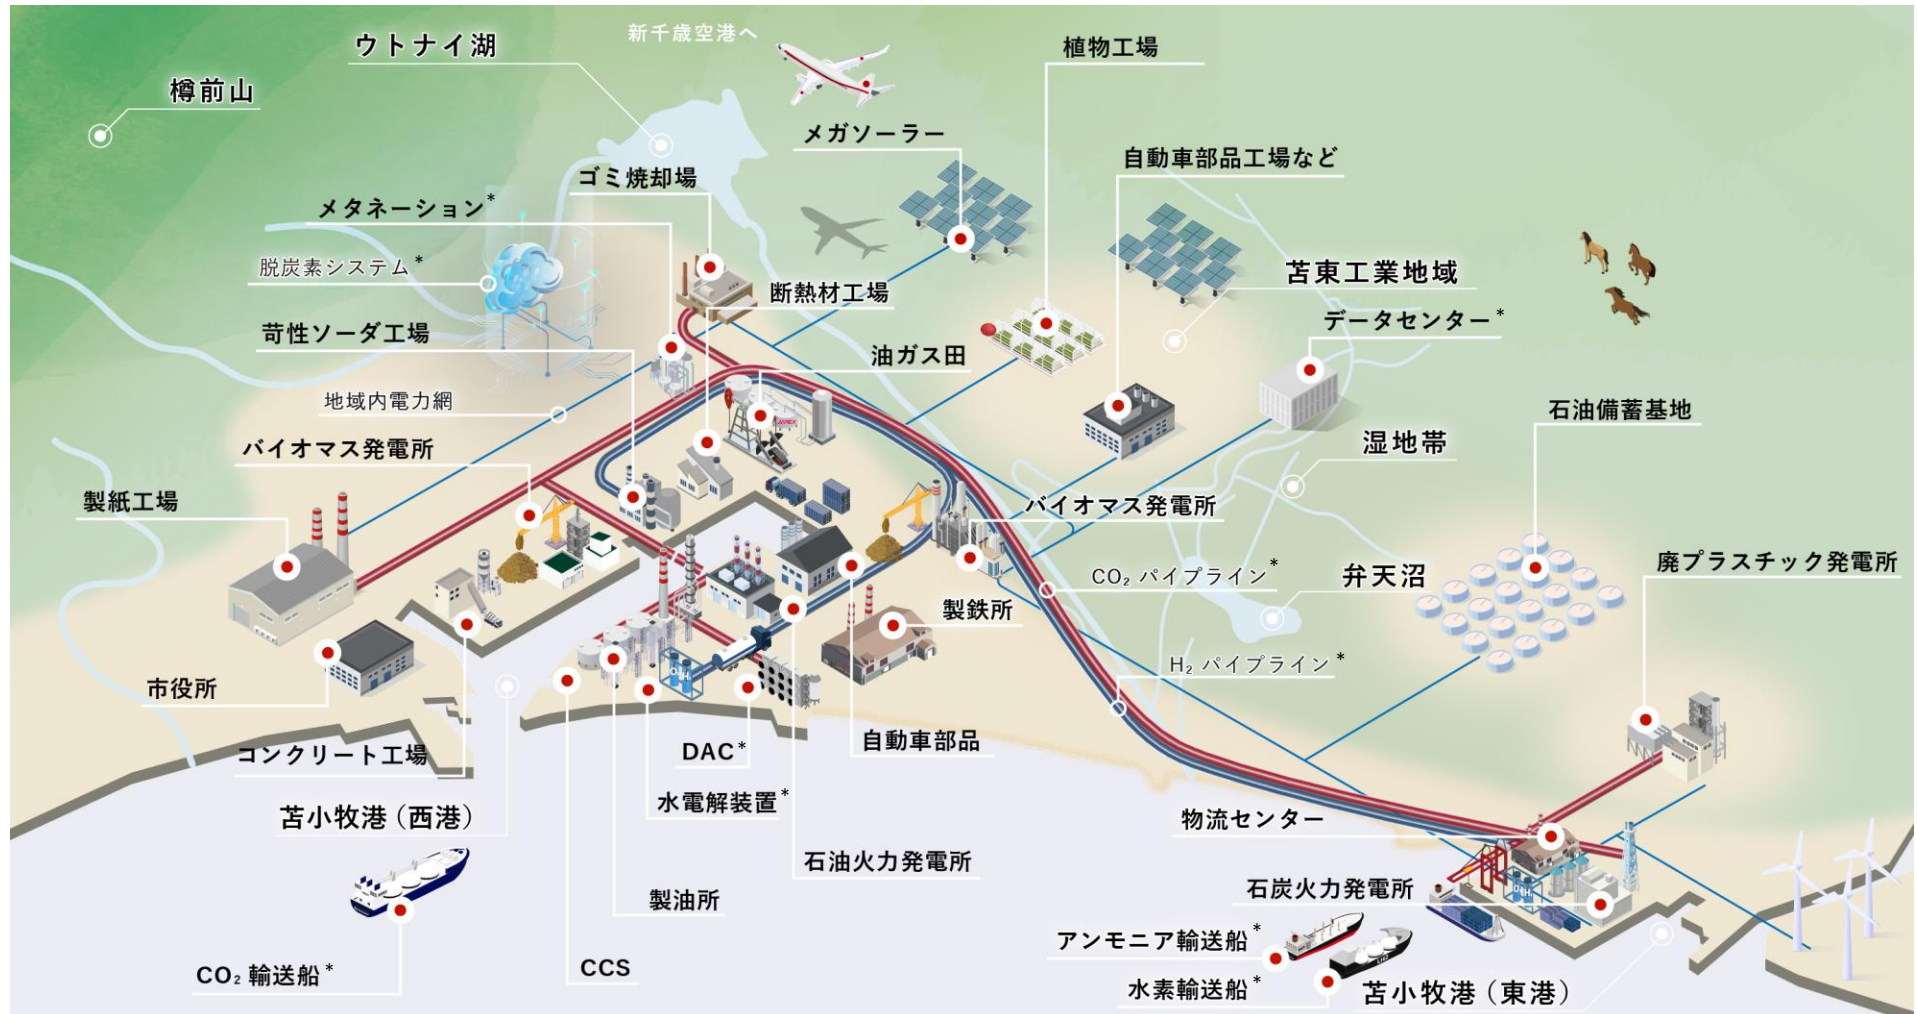 新千歳空港へ
ウトナイ湖
植物工場
樽前山
メガソーラー
自動車部品工場など
ゴミ焼却場
メタネーション*
脱炭素システム*
苫東工業地域
断熱材工場
データセンター*
苛性ソーダ工場
油ガス田
地域内電力網
石油備蓄基地
バイオマス発電所
湿地帯
製紙工場
バイオマス発電所
廃プラスチック発電所
CO₂ パイプライン*
弁天沼
製鉄所
H₂ パイプライン*
市役所
コンクリート工場
DAC*
自動車部品
水電解装置*
苫小牧港（西港）
物流センター
石油火力発電所
石炭火力発電所
製油所
アンモニア輸送船*
CO₂ 輸送船*
CCS
水素輸送船*
苫小牧港（東港）